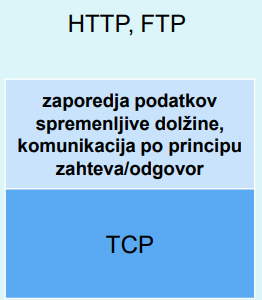 HTTP, FTP
zaporedja podatkov
spremenljive dolžine,
komunikacija po principu
zahteva/odgovor
TCP